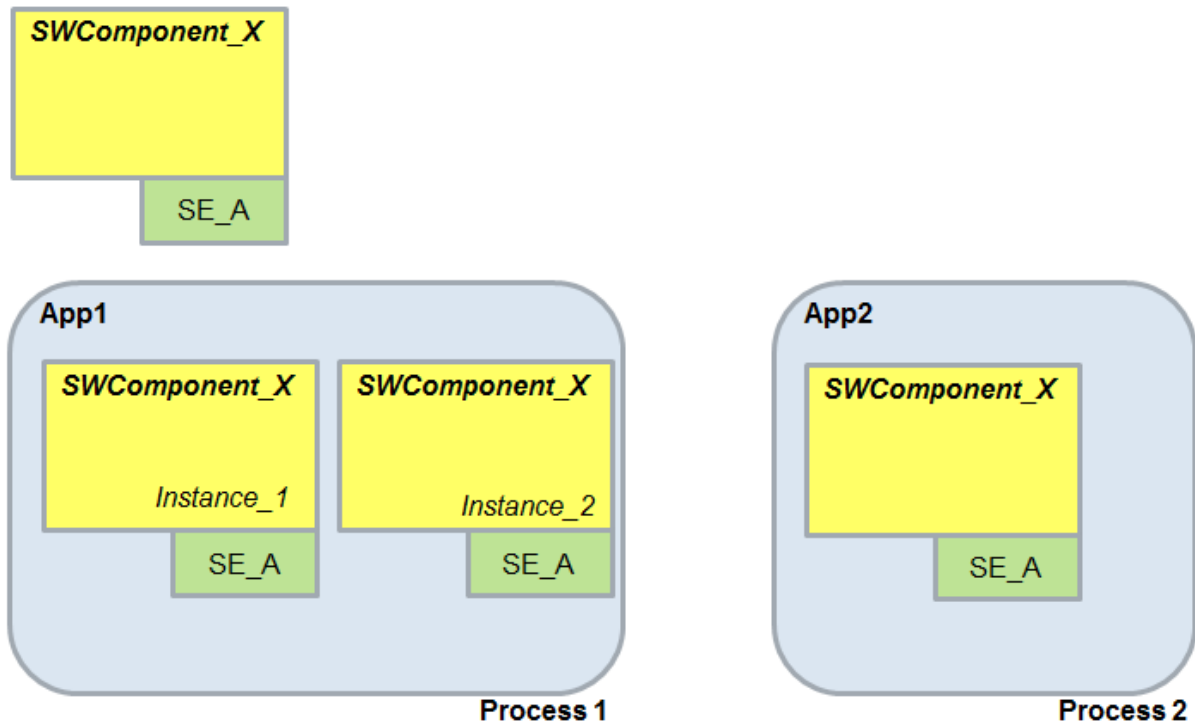 SWComponent_X
SE_A
App1
SWComponent_X
Instance_1
SE_A
SWComponent_X
Instance_2
SE_A
Process 1
App2
SWComponent_X
SE_A
Process 2